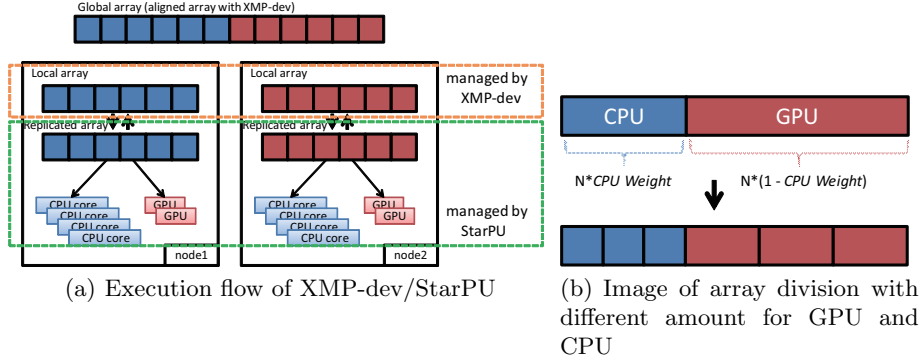 Global array (aligned array with XMP-dev)
Local array
Replicated array
CPU core
CPU core
CPU core
CPU core
GPU
GPU
node1
Local array
Replicated array
CPU core
CPU core
CPU core
CPU core
GPU
GPU
node2
managed by
XMP-dev
managed by
StarPU
(a) Execution flow of XMP-dev/StarPU
CPU
GPU
N*CPU Weight
N*(1 - CPU Weight)
(b) Image of array division with
different amount for GPU and
CPU